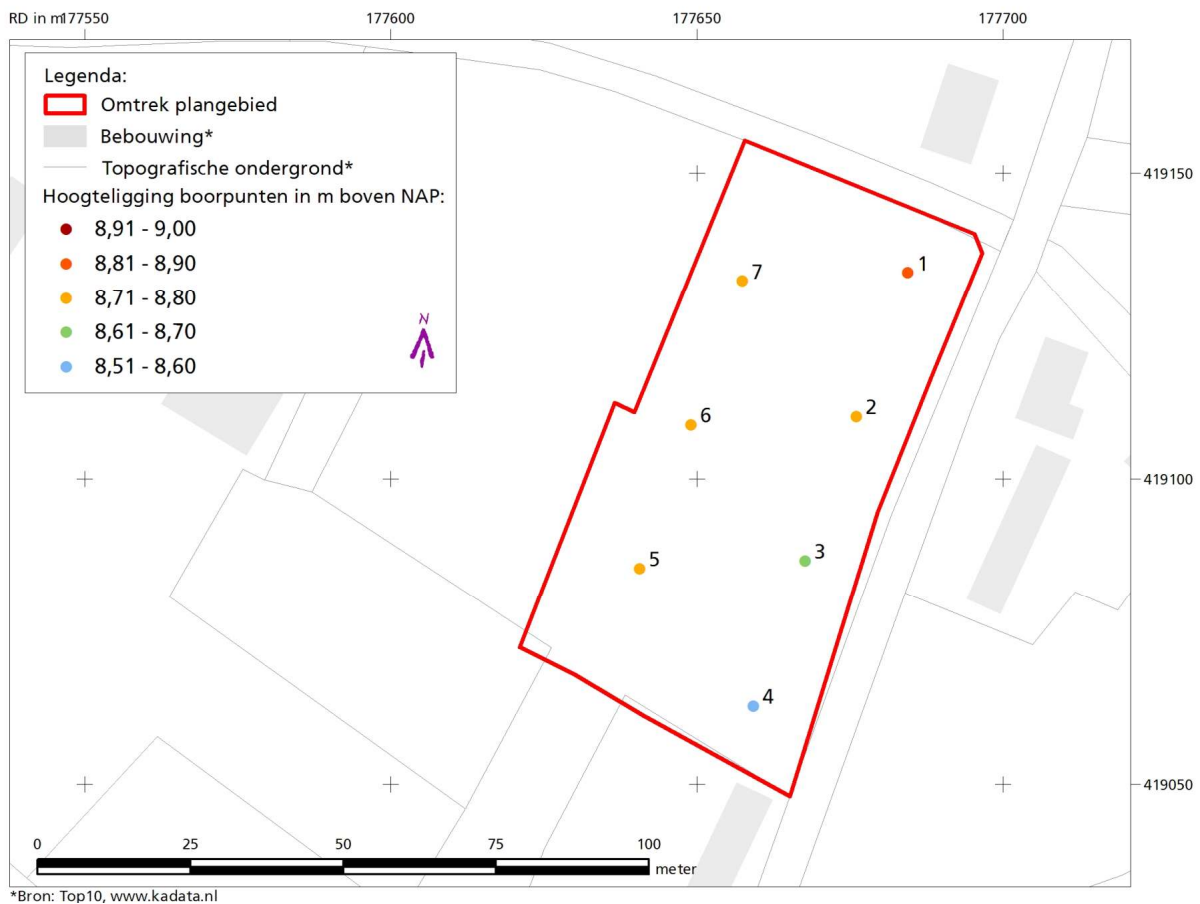 RD in m 177550 177600 177650 177700
Legenda:
Omtrek plangebied
Bebouwing*
Topografische ondergrond*
Hoogteligging boorpunten in m boven NAP:
8,91 - 9,00
8,81 - 8,90
8,71 - 8,80
8,61 - 8,70
8,51 - 8,60
N
419150
1
7
2
6
419100
3
5
4
419050
0 25 50 75 100
meter
*Bron: Top10, www.kadata.nl